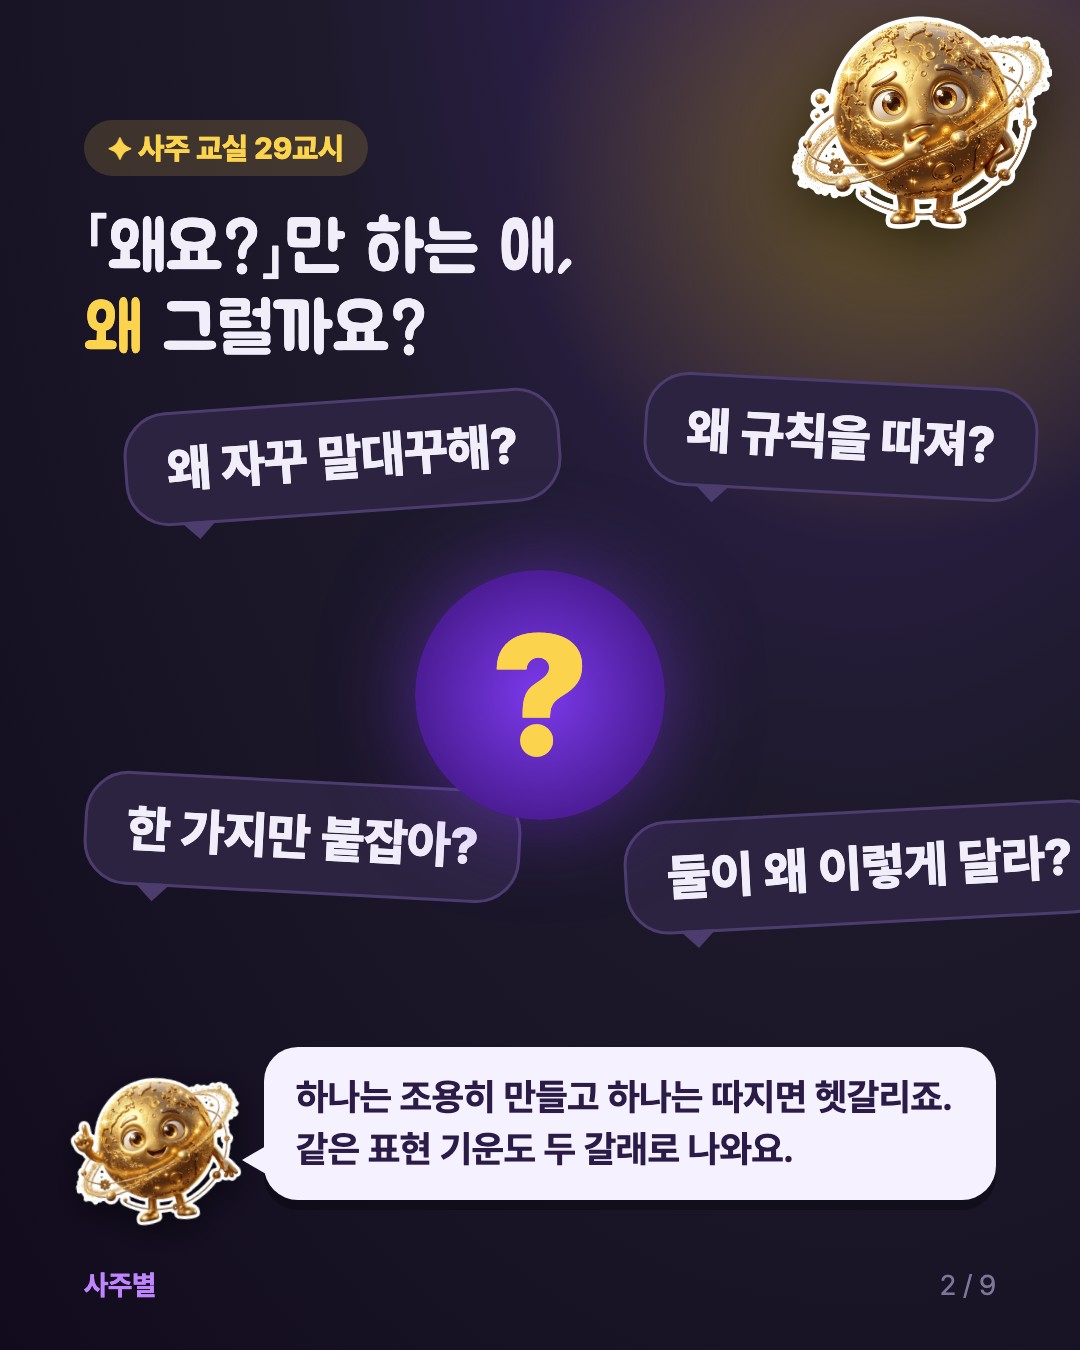 ✦ 사주 교실 29교시
「왜요?」만 하는 애,
왜 그럴까요?
왜 자꾸 말대꾸해?
왜 규칙을 따져?
?
한 가지만 붙잡아?
둘이 왜 이렇게 달라?
하나는 조용히 만들고 하나는 따지면 헷갈리죠.
같은 표현 기운도 두 갈래로 나와요.
사주별
2 / 9